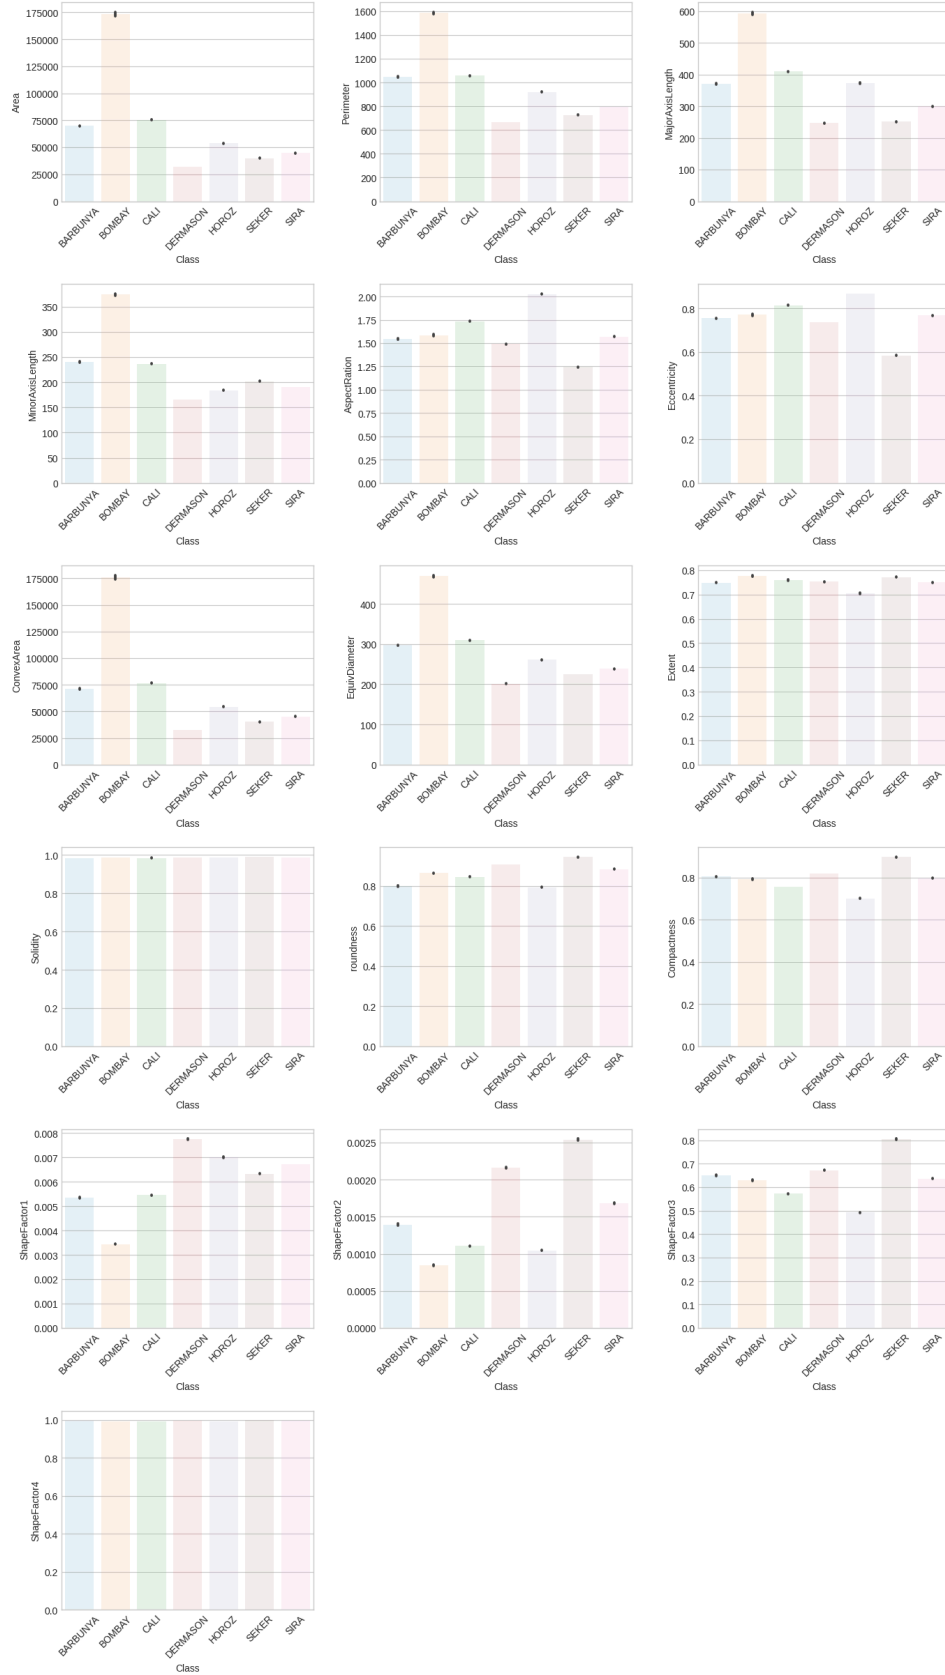 175000
150000
125000
100000
75000
50000
25000
0
Area
BARBUNYA
BOMBAY
CALI
DERMASON
HOROZ
SEKER
SIRA
Class
1600
1400
1200
1000
800
600
400
200
0
Perimeter
BARBUNYA
BOMBAY
CALI
DERMASON
HOROZ
SEKER
SIRA
Class
600
500
400
300
200
100
0
MajorAxisLength
BARBUNYA
BOMBAY
CALI
DERMASON
HOROZ
SEKER
SIRA
Class
350
300
250
200
150
100
50
0
MinorAxisLength
BARBUNYA
BOMBAY
CALI
DERMASON
HOROZ
SEKER
SIRA
Class
2.00
1.75
1.50
1.25
1.00
0.75
0.50
0.25
0.00
AspectRation
BARBUNYA
BOMBAY
CALI
DERMASON
HOROZ
SEKER
SIRA
Class
0.8
0.6
0.4
0.2
0.0
Eccentricity
BARBUNYA
BOMBAY
CALI
DERMASON
HOROZ
SEKER
SIRA
Class
175000
150000
125000
100000
75000
50000
25000
0
ConvexArea
BARBUNYA
BOMBAY
CALI
DERMASON
HOROZ
SEKER
SIRA
Class
400
300
200
100
0
EquivDiameter
BARBUNYA
BOMBAY
CALI
DERMASON
HOROZ
SEKER
SIRA
Class
0.8
0.7
0.6
0.5
0.4
0.3
0.2
0.1
0.0
Extent
BARBUNYA
BOMBAY
CALI
DERMASON
HOROZ
SEKER
SIRA
Class
1.0
0.8
0.6
0.4
0.2
0.0
Solidity
BARBUNYA
BOMBAY
CALI
DERMASON
HOROZ
SEKER
SIRA
Class
0.8
0.6
0.4
0.2
0.0
roundness
BARBUNYA
BOMBAY
CALI
DERMASON
HOROZ
SEKER
SIRA
Class
0.8
0.6
0.4
0.2
0.0
Compactness
BARBUNYA
BOMBAY
CALI
DERMASON
HOROZ
SEKER
SIRA
Class
0.008
0.007
0.006
0.005
0.004
0.003
0.002
0.001
0.000
ShapeFactor1
BARBUNYA
BOMBAY
CALI
DERMASON
HOROZ
SEKER
SIRA
Class
0.0025
0.0020
0.0015
0.0010
0.0005
0.0000
ShapeFactor2
BARBUNYA
BOMBAY
CALI
DERMASON
HOROZ
SEKER
SIRA
Class
0.8
0.7
0.6
0.5
0.4
0.3
0.2
0.1
0.0
ShapeFactor3
BARBUNYA
BOMBAY
CALI
DERMASON
HOROZ
SEKER
SIRA
Class
1.0
0.8
0.6
0.4
0.2
0.0
ShapeFactor4
BARBUNYA
BOMBAY
CALI
DERMASON
HOROZ
SEKER
SIRA
Class